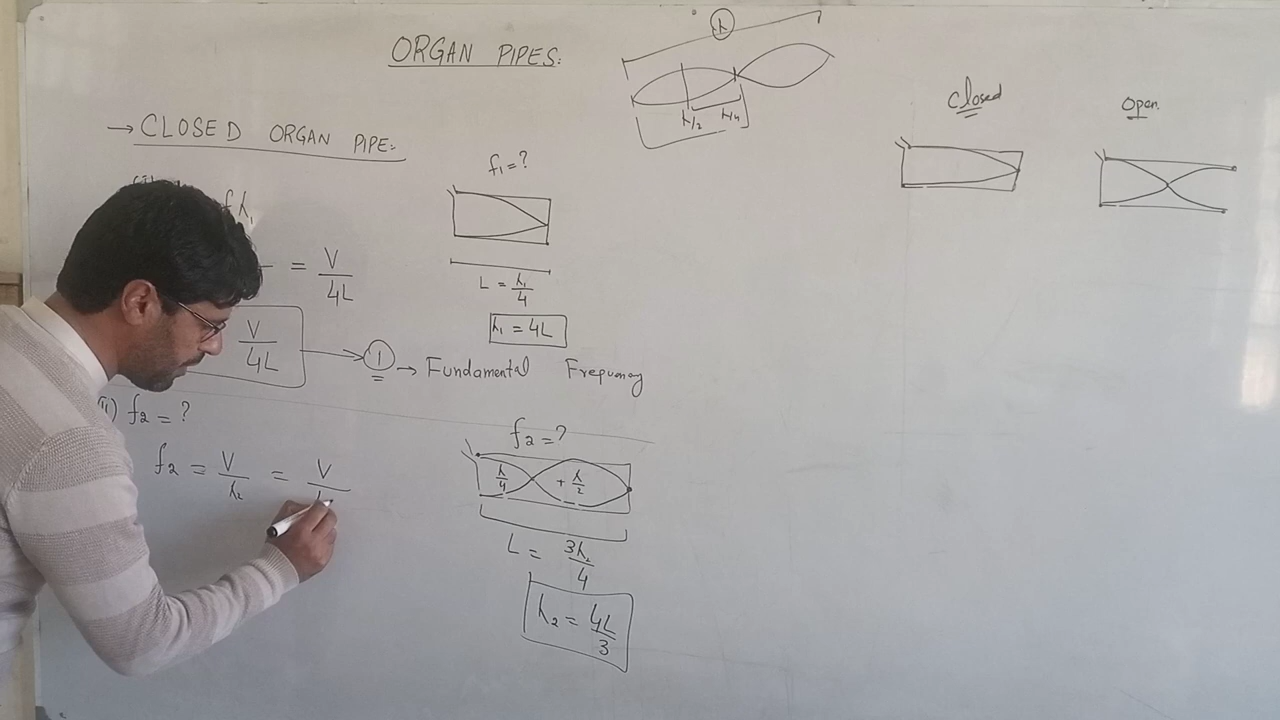 ORGAN PIPES:
λ
λ/2 λ/4
Closed
Open
→ CLOSED ORGAN PIPE:
f₁ = ?
fλ₁
= V/4L
L = λ₁/4
λ₁ = 4L
V/4L → 1 → Fundamental Frequency
f₂ = ?
f₂ = ?
f₂ = V/λ₂ = V/
λ/4 + λ/2
L = 3λ₂/4
λ₂ = 4L/3